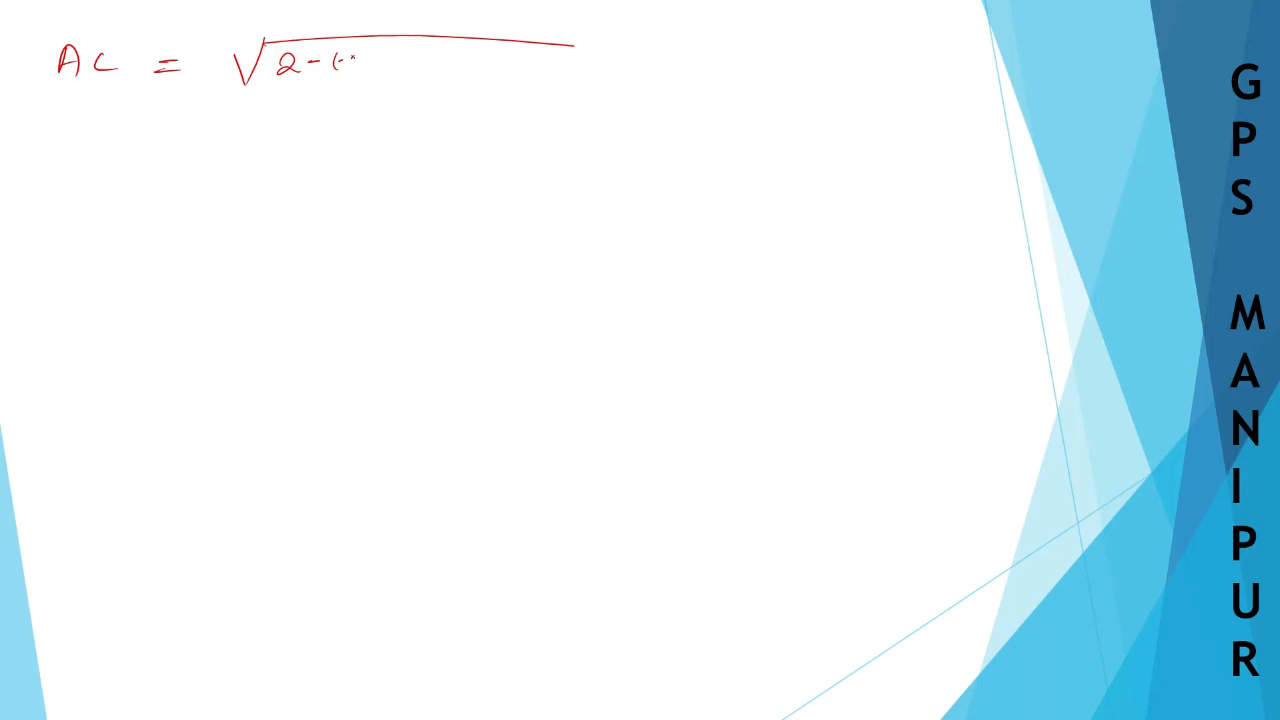 AC = √2-(-
GPS MANIPUR